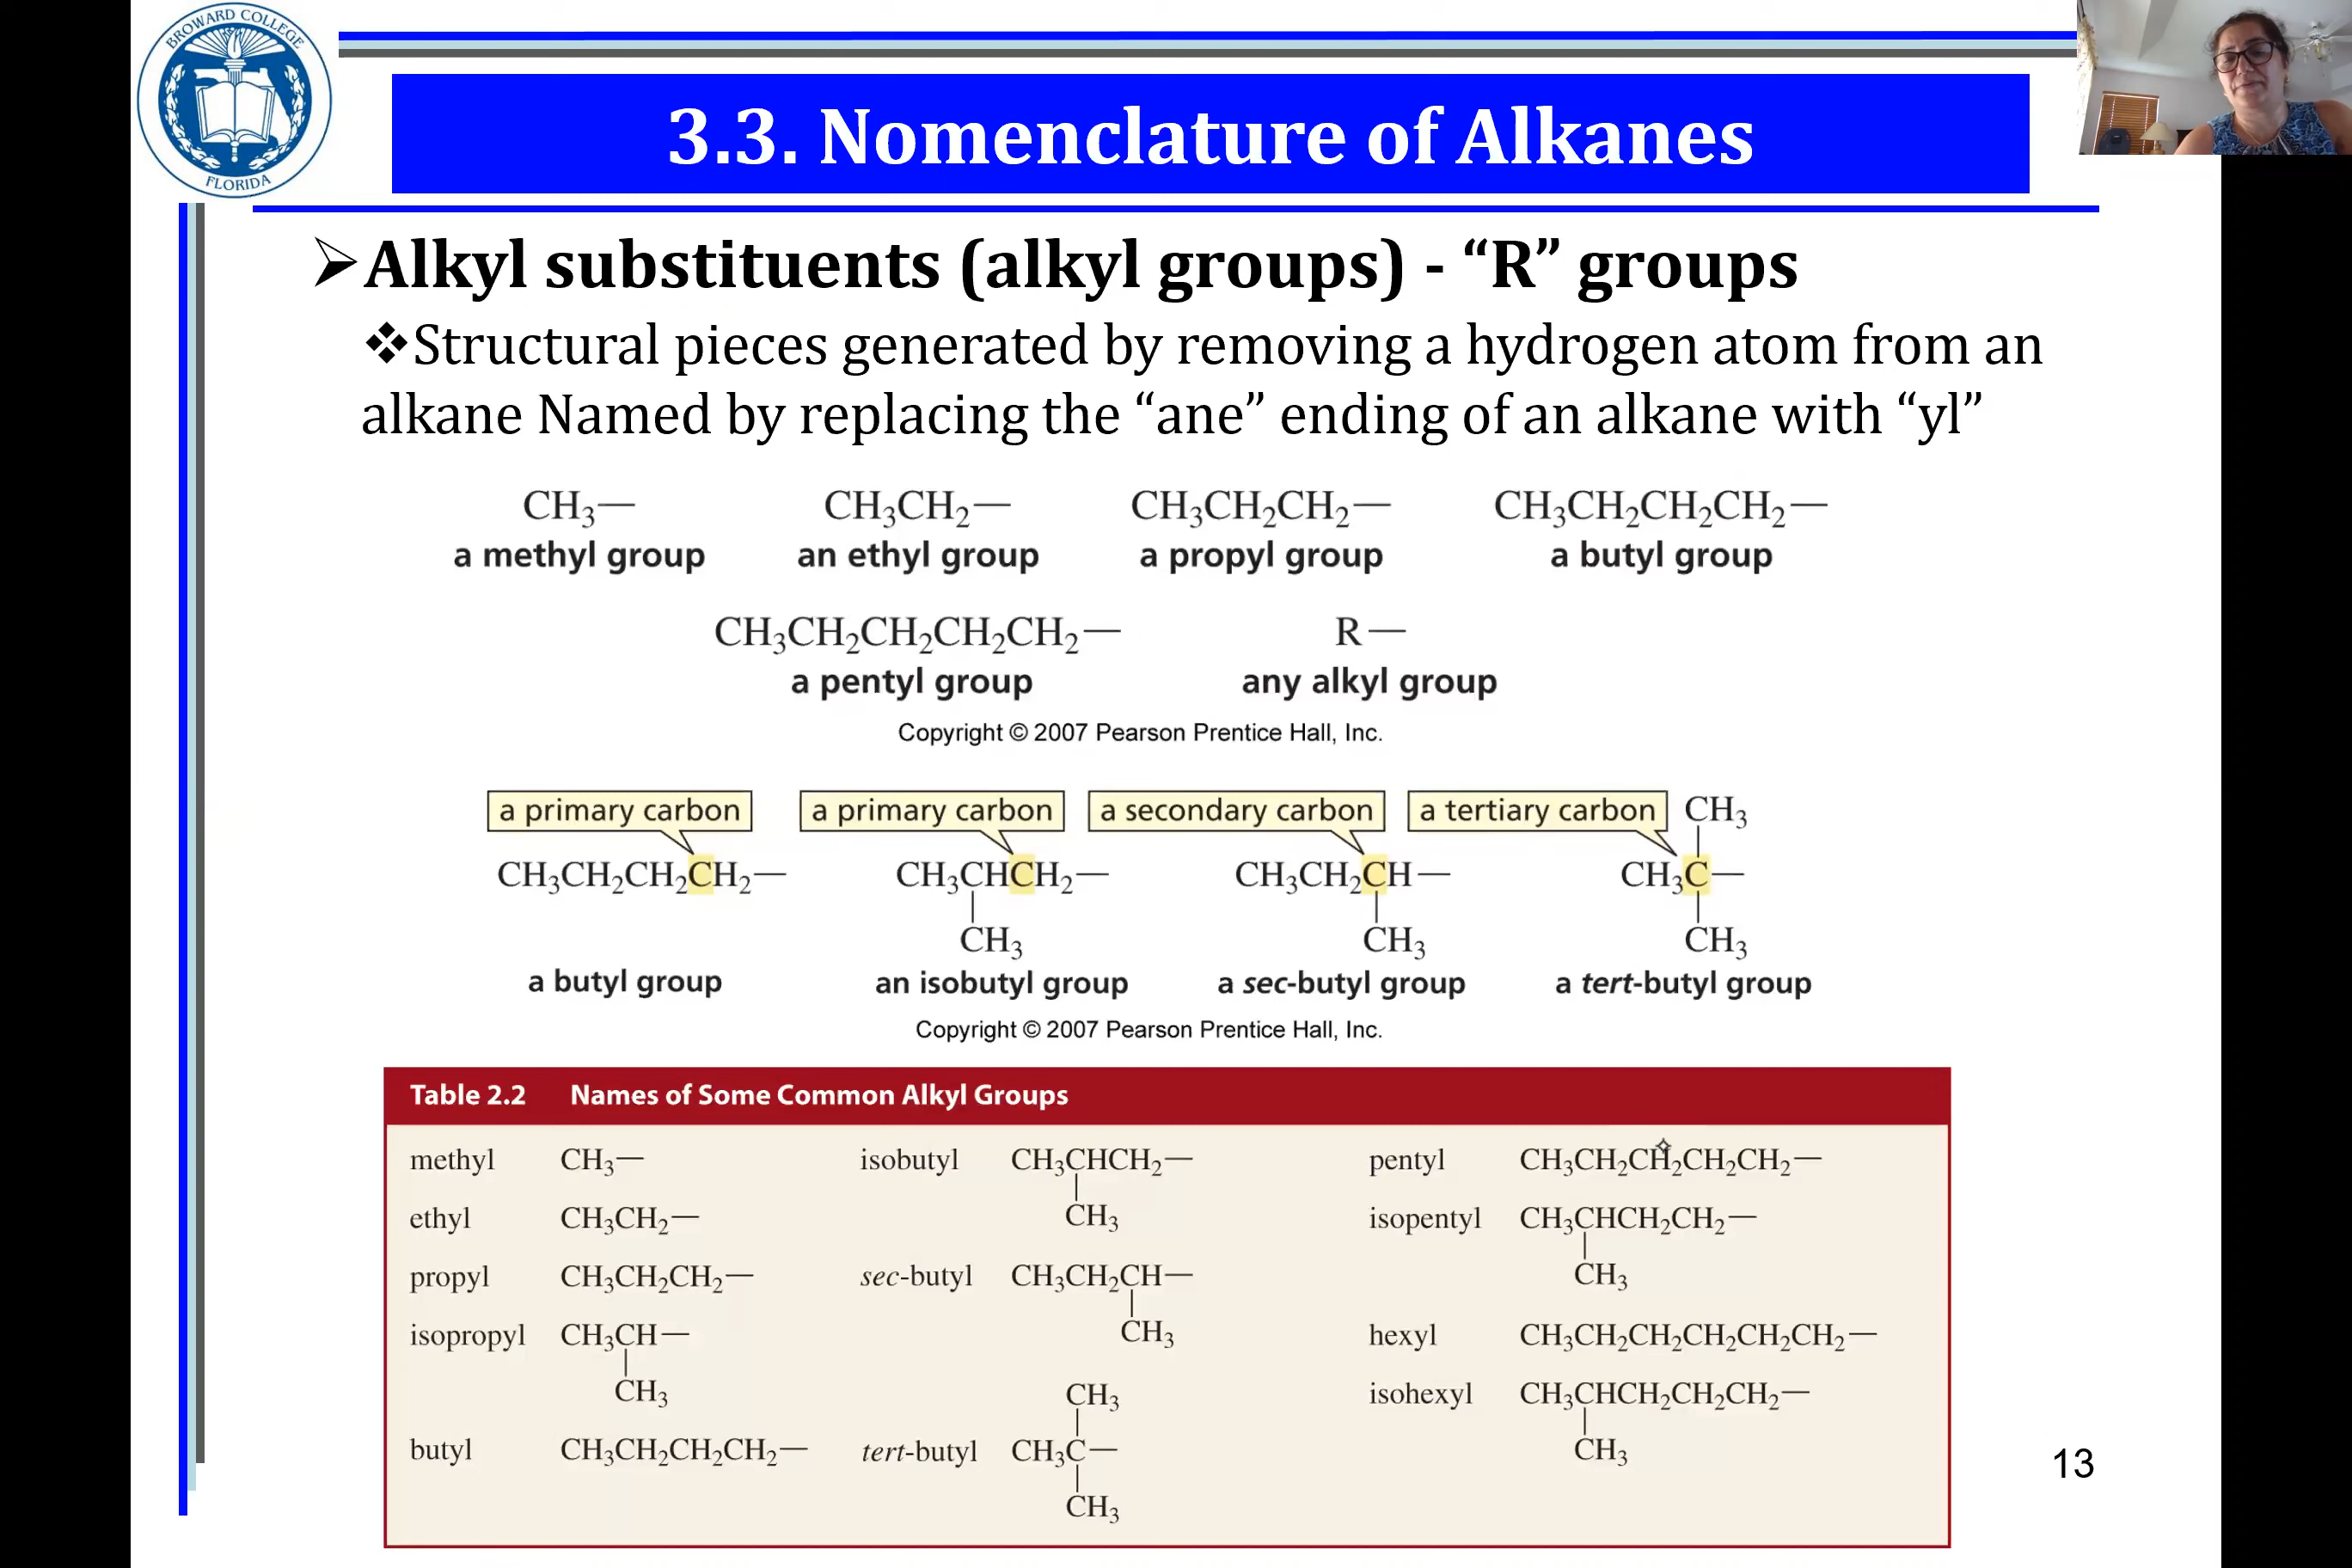 BROWARD COLLEGE
FLORIDA
3.3. Nomenclature of Alkanes
➢Alkyl substituents (alkyl groups) - “R” groups
❖Structural pieces generated by removing a hydrogen atom from an
alkane Named by replacing the “ane” ending of an alkane with “yl”
CH₃— CH₃CH₂— CH₃CH₂CH₂— CH₃CH₂CH₂CH₂—
a methyl group an ethyl group a propyl group a butyl group
CH₃CH₂CH₂CH₂CH₂— R—
a pentyl group any alkyl group
Copyright © 2007 Pearson Prentice Hall, Inc.
a primary carbon a primary carbon a secondary carbon a tertiary carbon CH₃
CH₃CH₂CH₂CH₂— CH₃CHCH₂— CH₃CH₂CH— CH₃C—
CH₃ CH₃ CH₃
a butyl group an isobutyl group a sec-butyl group a tert-butyl group
Copyright © 2007 Pearson Prentice Hall, Inc.
Table 2.2 Names of Some Common Alkyl Groups
methyl CH₃— isobutyl CH₃CHCH₂— pentyl CH₃CH₂CH₂CH₂CH₂—
CH₃
ethyl CH₃CH₂— isopentyl CH₃CHCH₂CH₂—
CH₃
propyl CH₃CH₂CH₂— sec-butyl CH₃CH₂CH—
CH₃
isopropyl CH₃CH— hexyl CH₃CH₂CH₂CH₂CH₂CH₂—
CH₃
CH₃ isohexyl CH₃CHCH₂CH₂CH₂—
CH₃
butyl CH₃CH₂CH₂CH₂— tert-butyl CH₃C—
CH₃
13